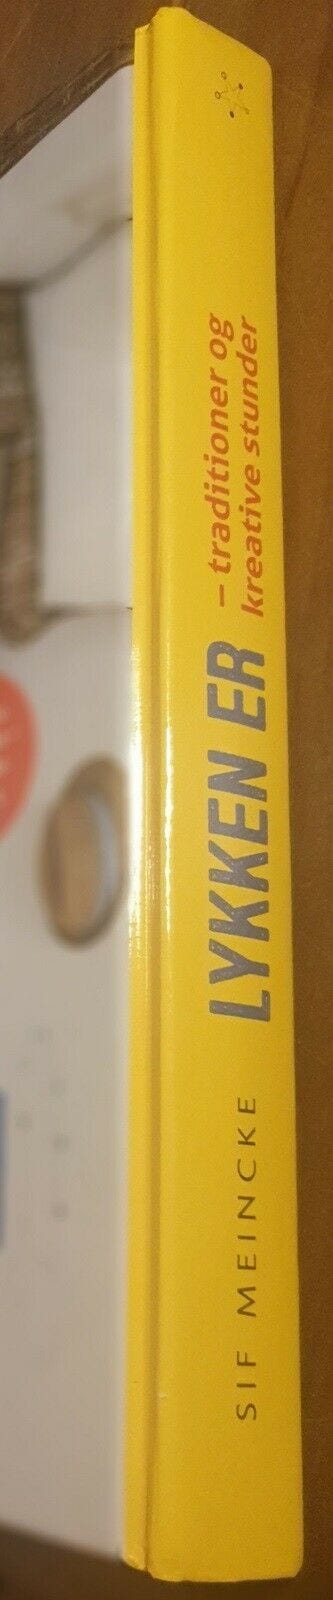 SIF MEINCKE
LYKKEN ER
– traditioner og
kreative stunder